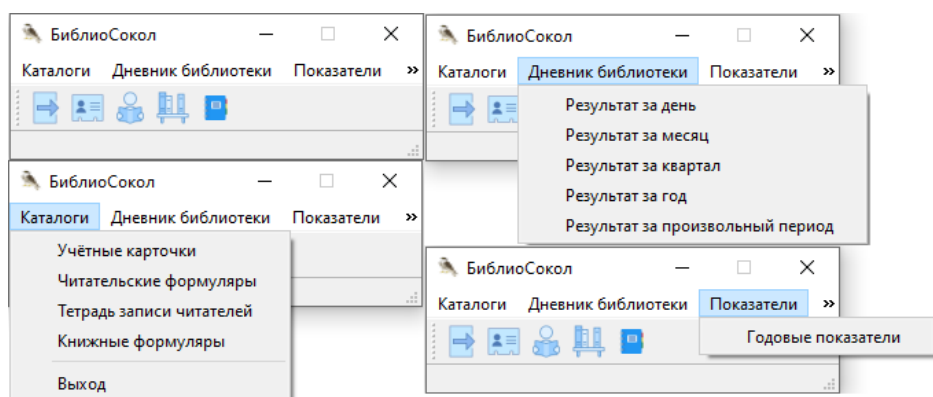 БиблиоСокол
Каталоги Дневник библиотеки Показатели »
БиблиоСокол
Каталоги Дневник библиотеки Показатели »
Результат за день
Результат за месяц
Результат за квартал
Результат за год
Результат за произвольный период
БиблиоСокол
Каталоги Дневник библиотеки Показатели »
Учётные карточки
Читательские формуляры
Тетрадь записи читателей
Книжные формуляры
Выход
БиблиоСокол
Каталоги Дневник библиотеки Показатели »
Годовые показатели